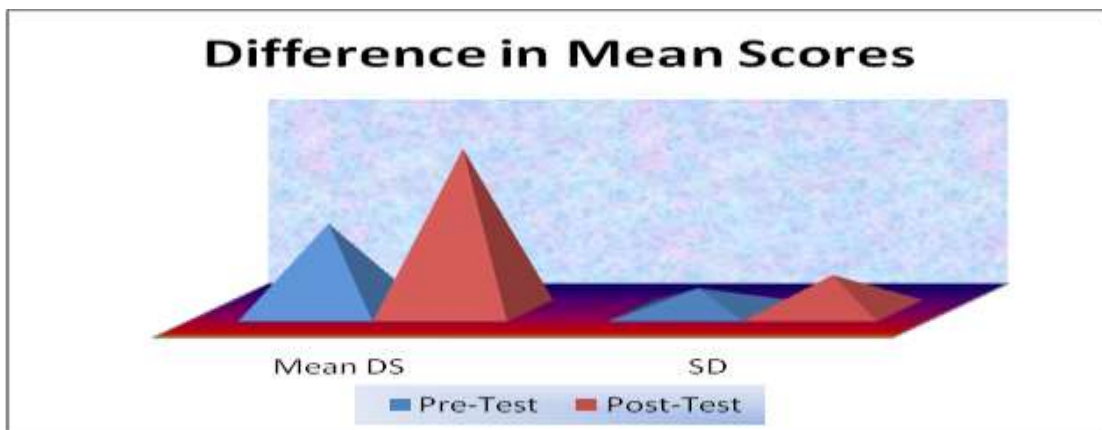 Difference in Mean Scores
Mean DS SD
Pre-Test Post-Test